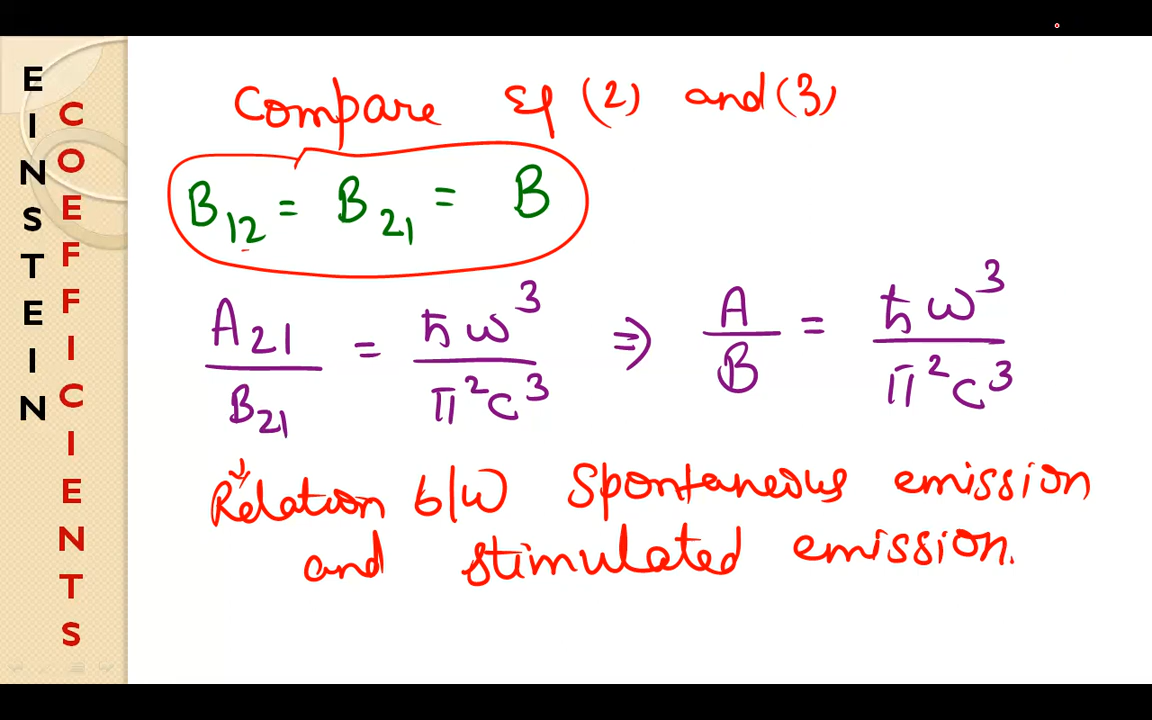 EINSTEIN
COEFFICIENTS
Compare Eq (2) and (3)
B₁₂ = B₂₁ = B
A₂₁/B₂₁ = ħω³/π²c³ ⇒ A/B = ħω³/π²c³
Relation b/w Spontaneous emission
and stimulated emission.